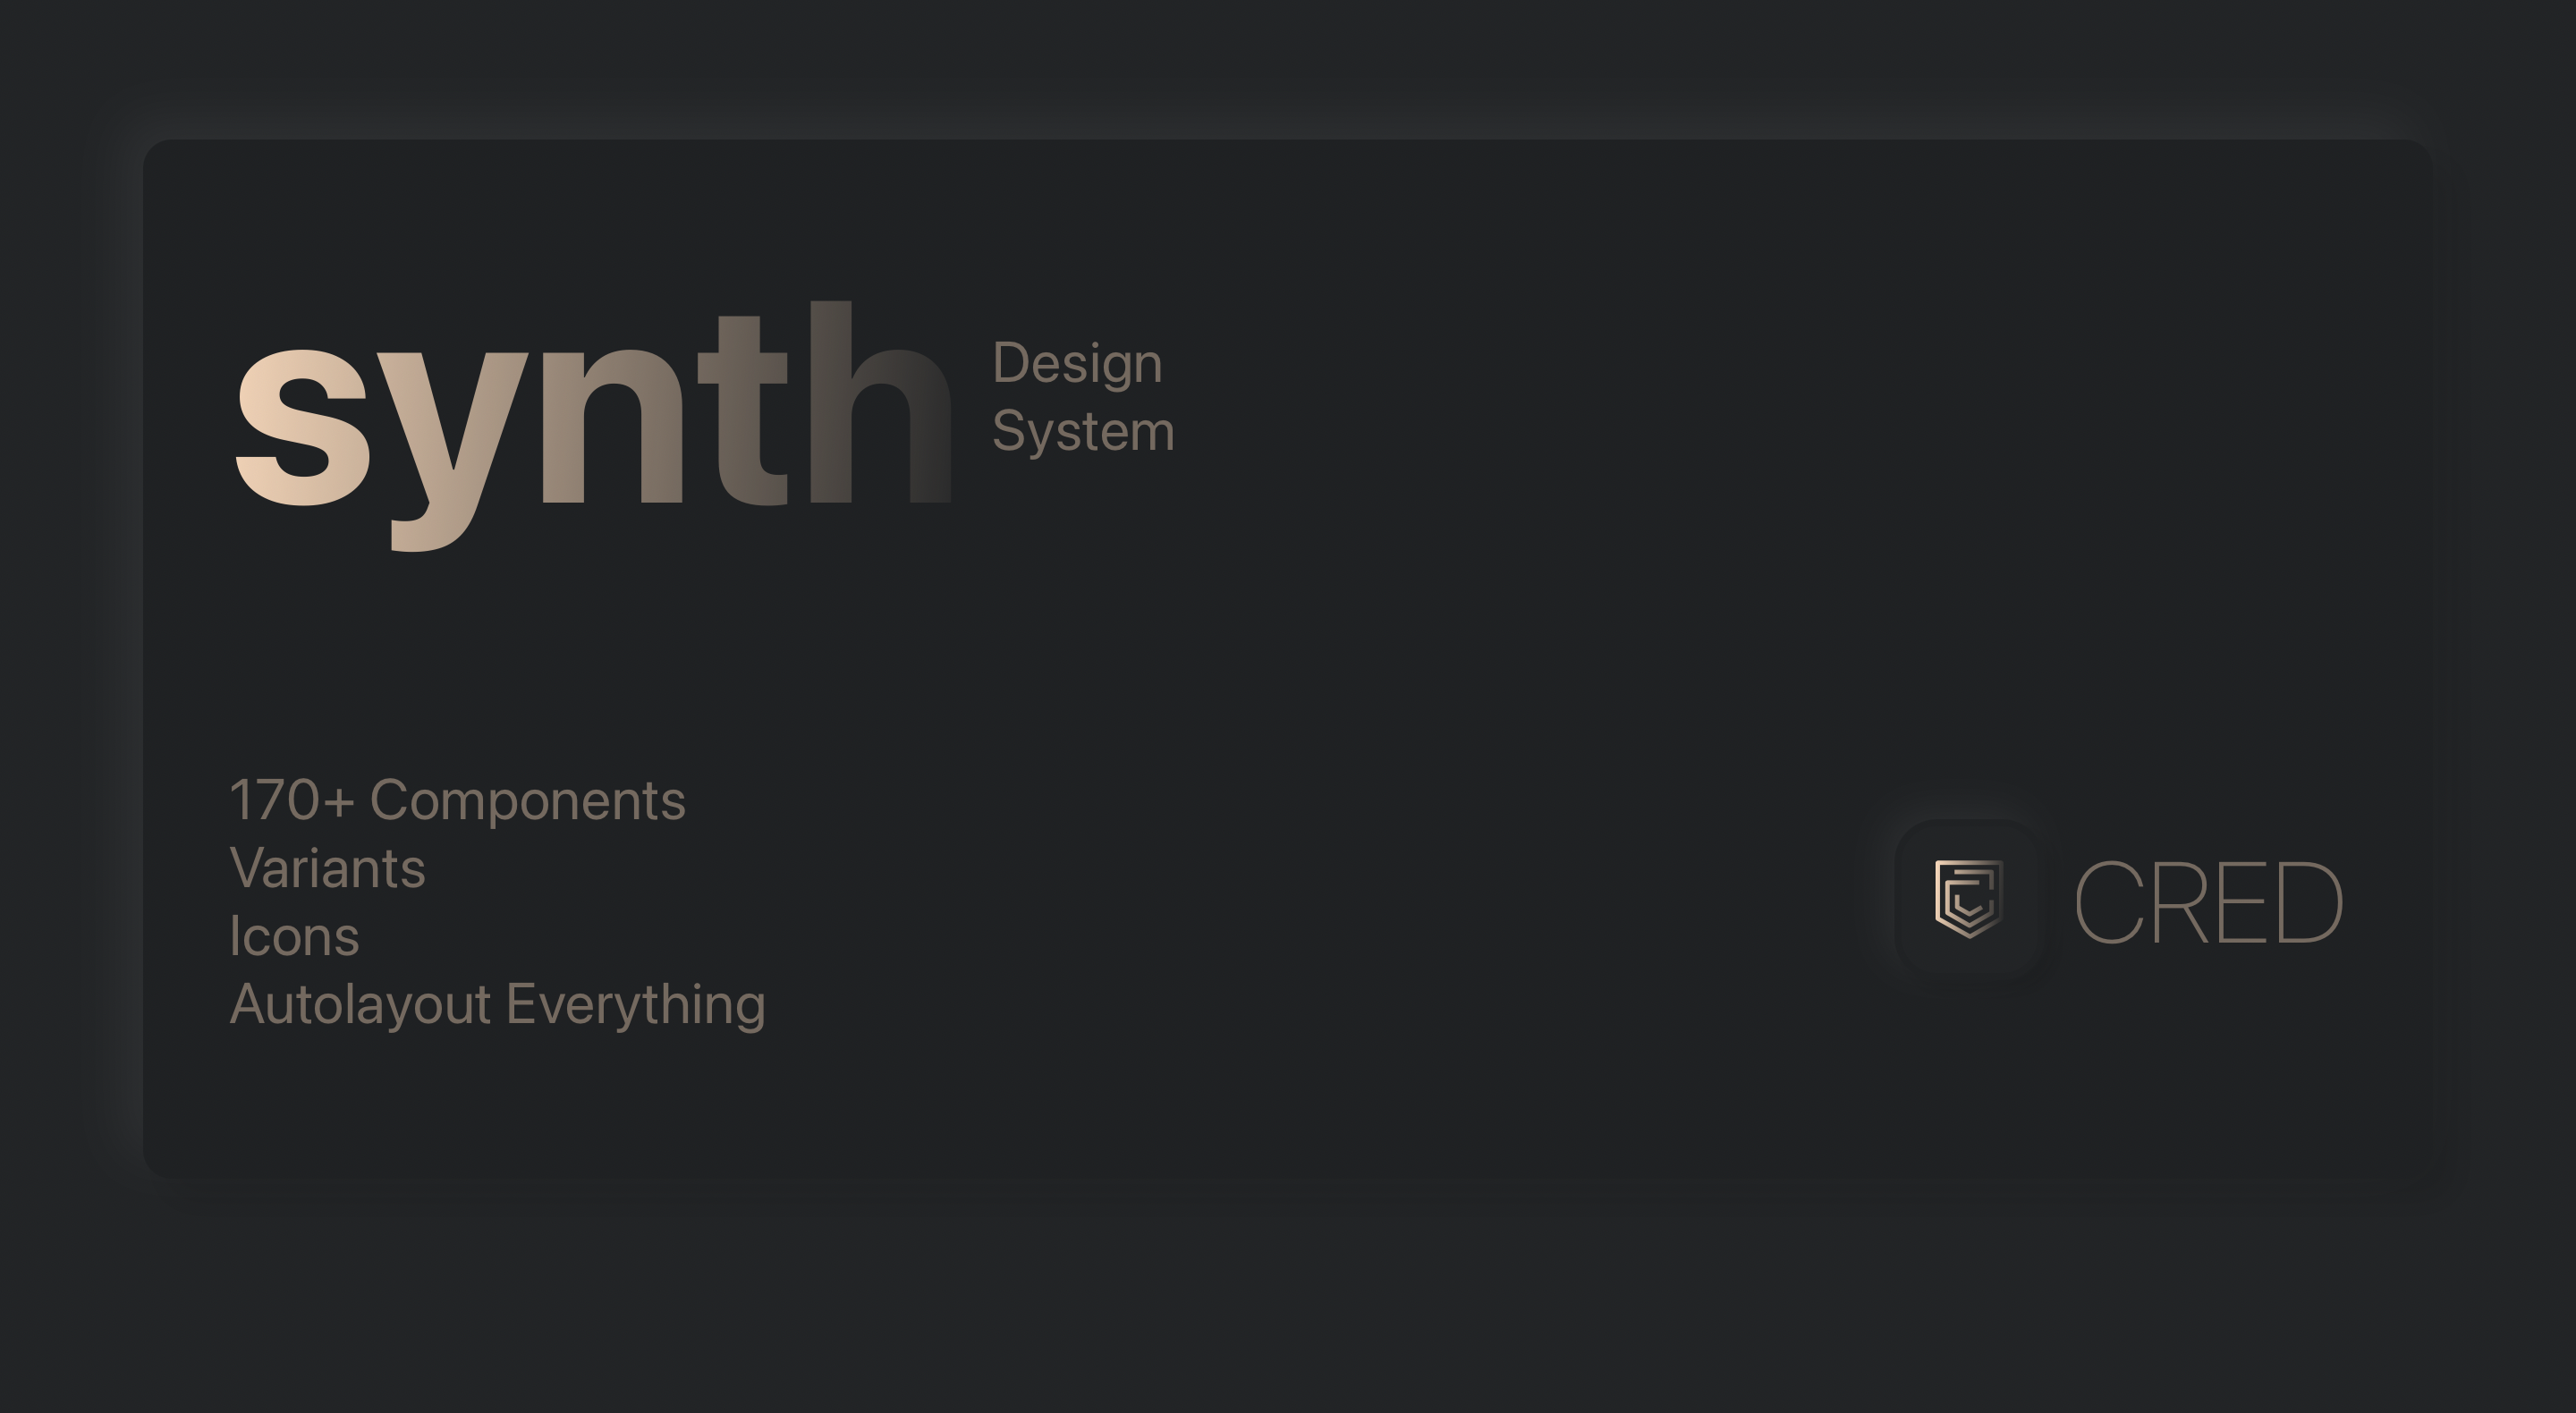 synth
Design
System
170+ Components
Variants
Icons
Autolayout Everything
CRED